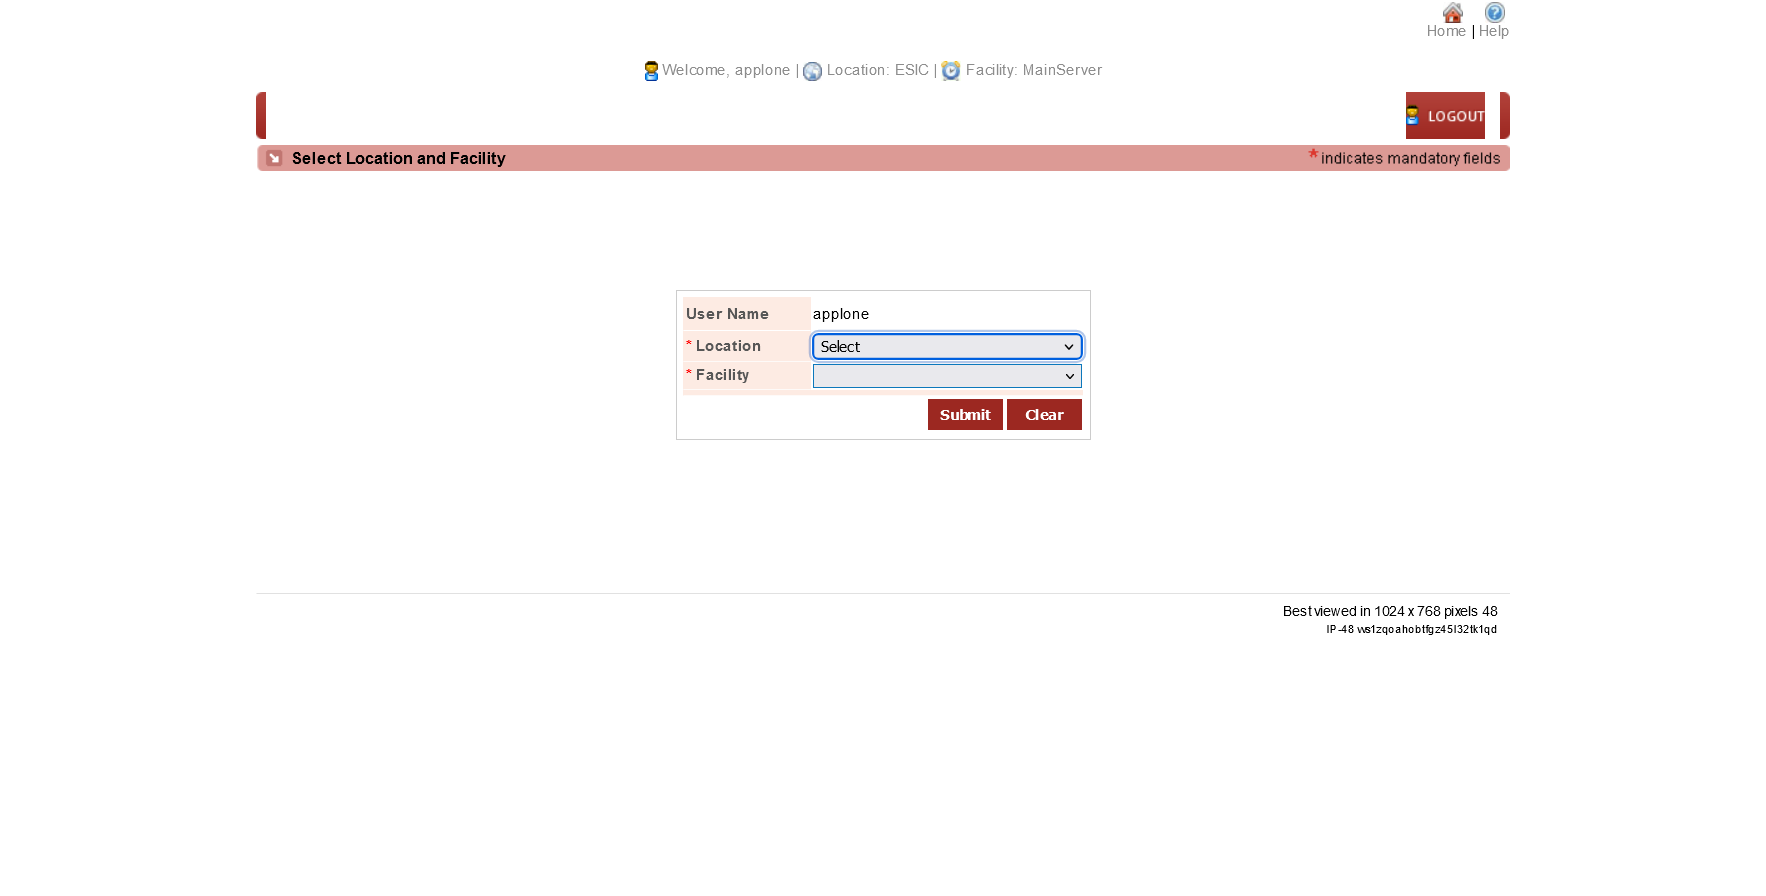 Home | Help
Welcome, applone | Location: ESIC | Facility: MainServer
LOGOUT
Select Location and Facility
* indicates mandatory fields
User Name applone
* Location Select
* Facility
Submit Clear
Best viewed in 1024 x 768 pixels 48
IP-48 ws1zqoahobtfgz45l32tk1qd